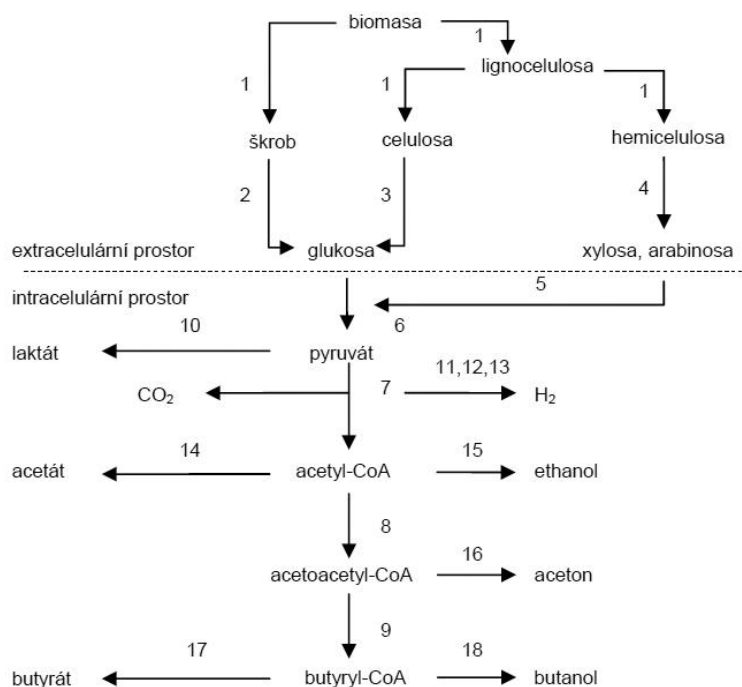 biomasa
1
lignocelulosa
1 1 1
škrob celulosa hemicelulosa
2 3 4
extracelulární prostor glukosa xylosa, arabinosa
intracelulární prostor 5
10 6
laktát pyruvát
11,12,13
CO₂ 7 H₂
14 15
acetát acetyl-CoA ethanol
8
16
acetoacetyl-CoA aceton
9
17 18
butyrát butyryl-CoA butanol